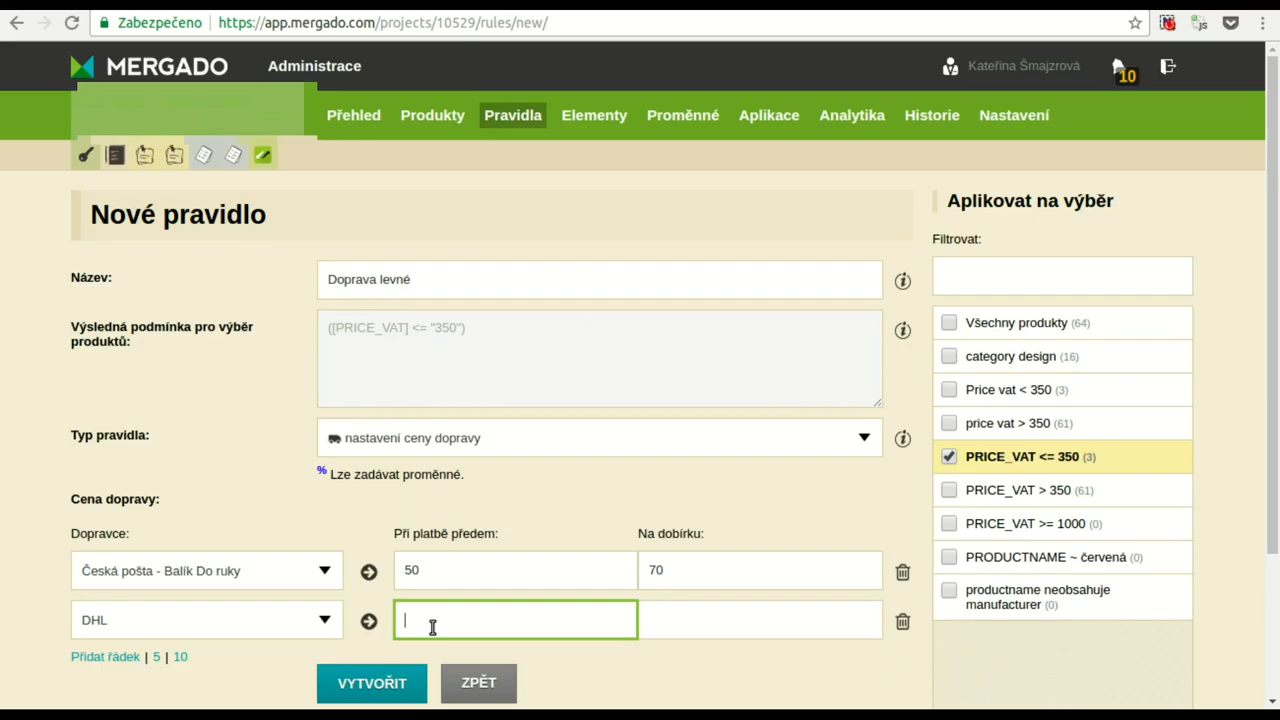 Zabezpečeno https://app.mergado.com/projects/10529/rules/new/
MERGADO Administrace Kateřina Šmajzrová 10
Přehled Produkty Pravidla Elementy Proměnné Aplikace Analytika Historie Nastavení
Nové pravidlo
Název: Doprava levné
Výsledná podmínka pro výběr
produktů:
([PRICE_VAT] <= "350")
Typ pravidla: nastavení ceny dopravy
% Lze zadávat proměnné.
Cena dopravy:
Dopravce: Při platbě předem: Na dobírku:
Česká pošta - Balík Do ruky 50 70
DHL
Přidat řádek | 5 | 10
VYTVOŘIT ZPĚT
Aplikovat na výběr
Filtrovat:
Všechny produkty (64)
category design (16)
Price vat < 350 (3)
price vat > 350 (61)
PRICE_VAT <= 350 (3)
PRICE_VAT > 350 (61)
PRICE_VAT >= 1000 (0)
PRODUCTNAME ~ červená (0)
productname neobsahuje
manufacturer (0)